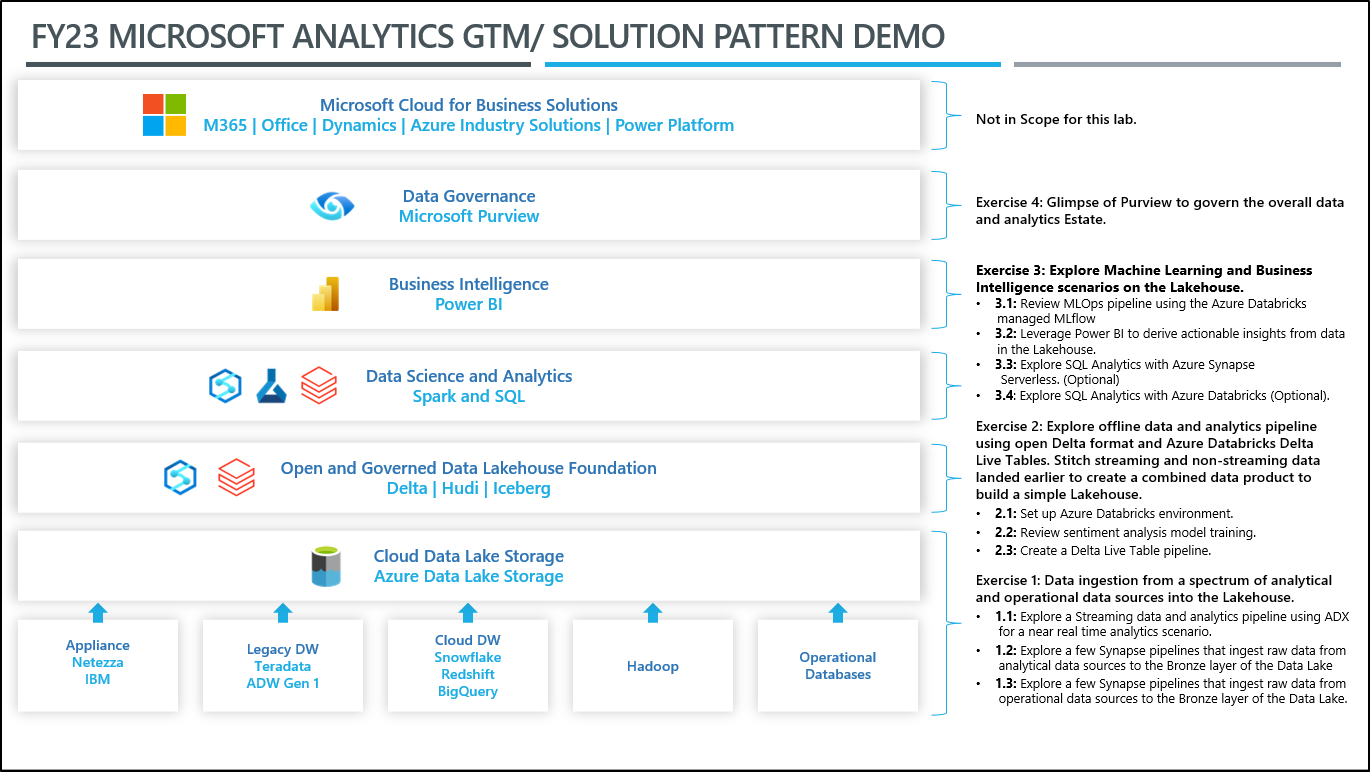 FY23 MICROSOFT ANALYTICS GTM/ SOLUTION PATTERN DEMO
Microsoft Cloud for Business Solutions
M365 | Office | Dynamics | Azure Industry Solutions | Power Platform
Not in Scope for this lab.
Data Governance
Microsoft Purview
Exercise 4: Glimpse of Purview to govern the overall data
and analytics Estate.
Business Intelligence
Power BI
Data Science and Analytics
Spark and SQL
Exercise 3: Explore Machine Learning and Business
Intelligence scenarios on the Lakehouse.
• 3.1: Review MLOps pipeline using the Azure Databricks
managed MLflow
• 3.2: Leverage Power BI to derive actionable insights from data
in the Lakehouse.
• 3.3: Explore SQL Analytics with Azure Synapse
Serverless. (Optional)
• 3.4: Explore SQL Analytics with Azure Databricks (Optional).
Open and Governed Data Lakehouse Foundation
Delta | Hudi | Iceberg
Exercise 2: Explore offline data and analytics pipeline
using open Delta format and Azure Databricks Delta
Live Tables. Stitch streaming and non-streaming data
landed earlier to create a combined data product to
build a simple Lakehouse.
• 2.1: Set up Azure Databricks environment.
• 2.2: Review sentiment analysis model training.
• 2.3: Create a Delta Live Table pipeline.
Cloud Data Lake Storage
Azure Data Lake Storage
Appliance
Netezza
IBM
Legacy DW
Teradata
ADW Gen 1
Cloud DW
Snowflake
Redshift
BigQuery
Hadoop
Operational
Databases
Exercise 1: Data ingestion from a spectrum of analytical
and operational data sources into the Lakehouse.
• 1.1: Explore a Streaming data and analytics pipeline using ADX
for a near real time analytics scenario.
• 1.2: Explore a few Synapse pipelines that ingest raw data from
analytical data sources to the Bronze layer of the Data Lake
• 1.3: Explore a few Synapse pipelines that ingest raw data from
operational data sources to the Bronze layer of the Data Lake.